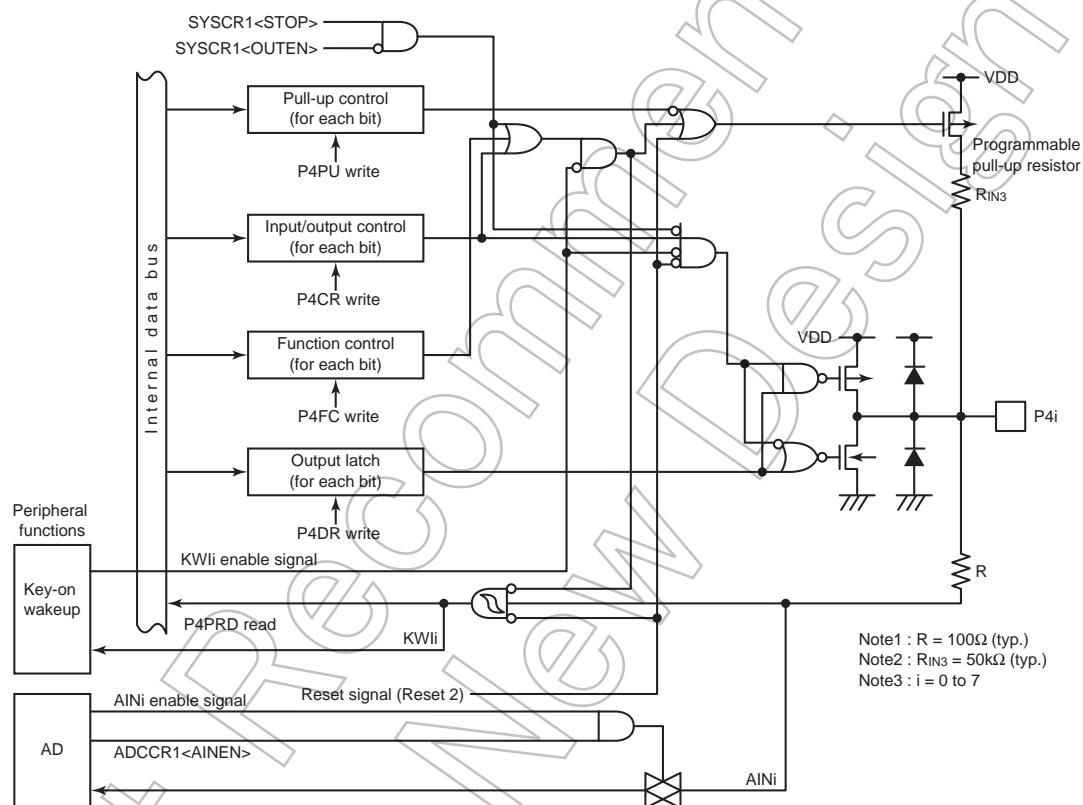 SYSCR1<STOP>
SYSCR1<OUTEN>
VDD
Pull-up control
(for each bit)
P4PU write
Programmable
pull-up resistor
RIN3
Input/output control
(for each bit)
P4CR write
Internal data bus
Function control
(for each bit)
P4FC write
VDD
P4i
Output latch
(for each bit)
P4DR write
Peripheral
functions
KWIi enable signal
Key-on
wakeup
R
P4PRD read
KWIi
Note1 : R = 100Ω (typ.)
Note2 : RIN3 = 50kΩ (typ.)
Note3 : i = 0 to 7
Reset signal (Reset 2)
AINi enable signal
AD
ADCCR1<AINEN>
AINi
Recommen
New Design